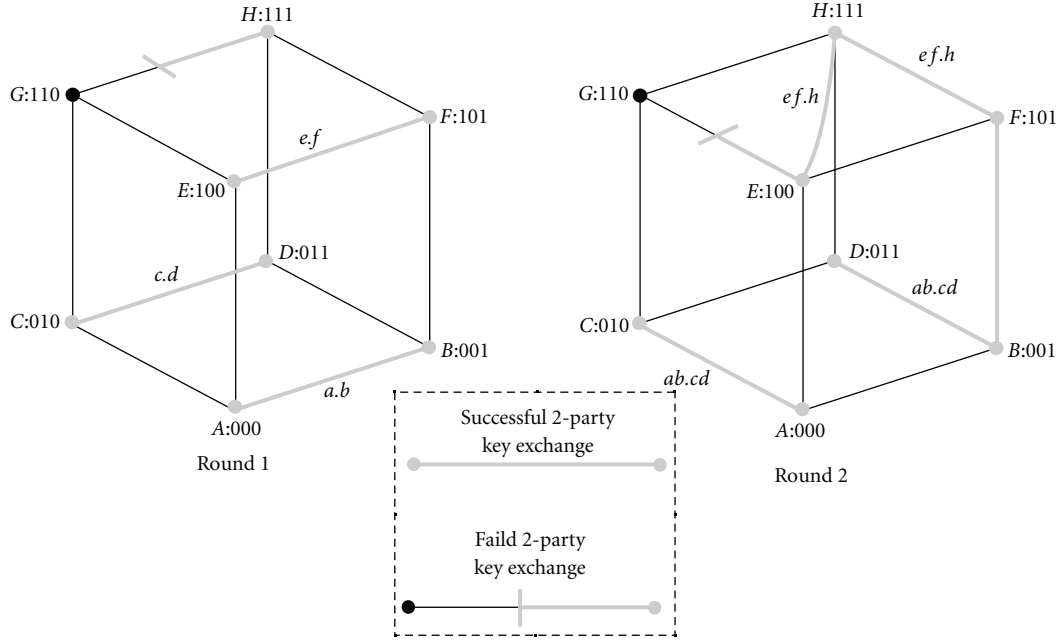 H:111
G:110
F:101
e.f
E:100
D:011
c.d
C:010
B:001
a.b
A:000
Round 1
H:111
ef.h
G:110
ef.h
F:101
E:100
D:011
ab.cd
C:010
B:001
ab.cd
A:000
Round 2
Successful 2-party
key exchange
Faild 2-party
key exchange